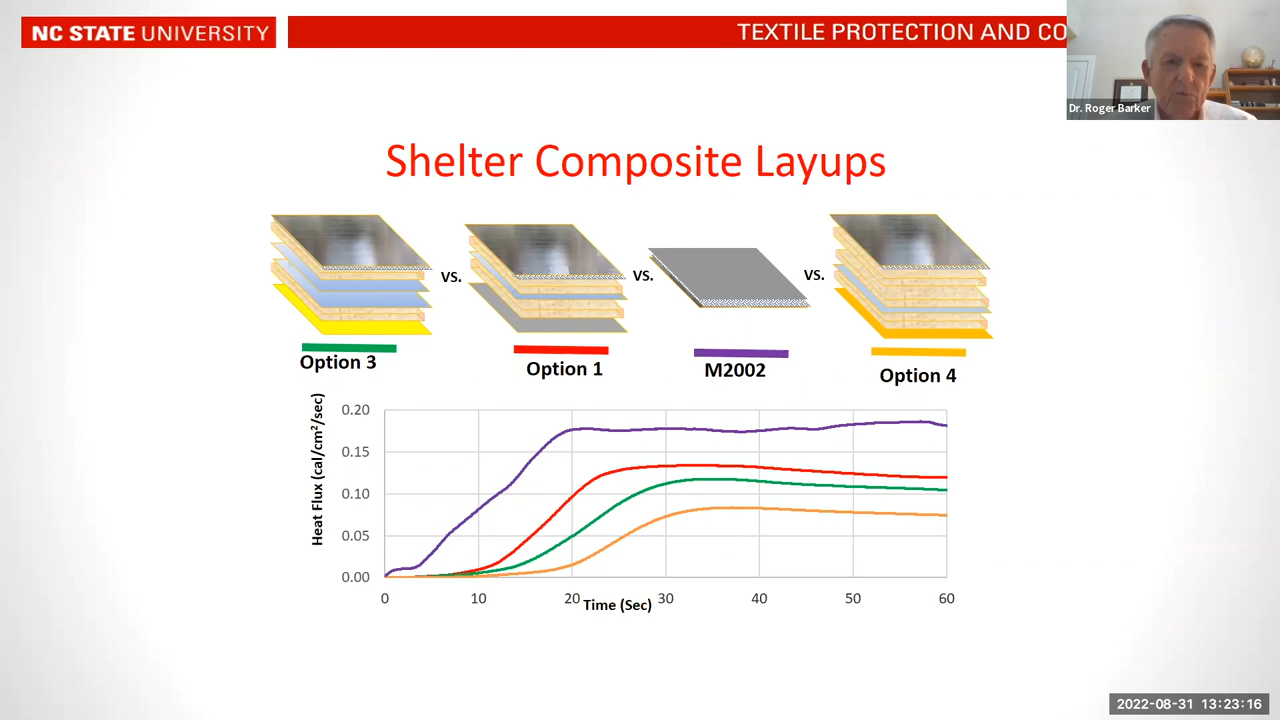 NC STATE UNIVERSITY
TEXTILE PROTECTION AND CO
Dr. Roger Barker
Shelter Composite Layups
VS.
VS.
VS.
Option 3
Option 1
M2002
Option 4
Heat Flux (cal/cm²/sec)
0.20
0.15
0.10
0.05
0.00
0 10 20 30 40 50 60
Time (Sec)
2022-08-31 13:23:16